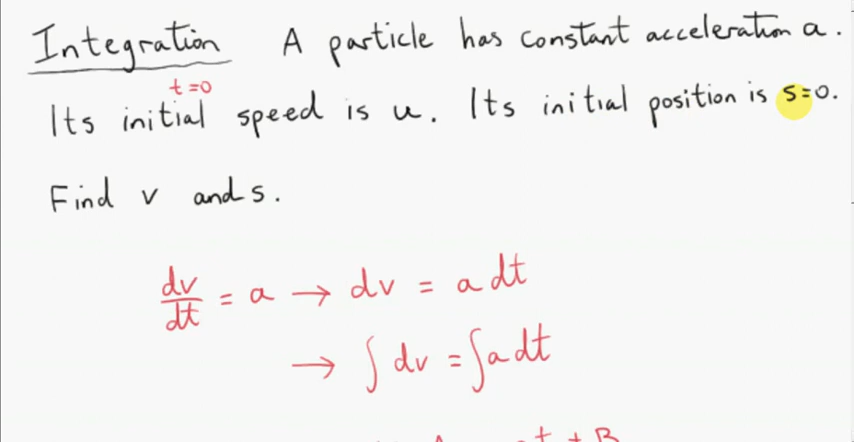 Integration A particle has constant acceleration a.
t=0
Its initial speed is u. Its initial position is s=0.
Find v and s.
dv/dt = a → dv = a dt
→ ∫ dv = ∫ a dt
t + B